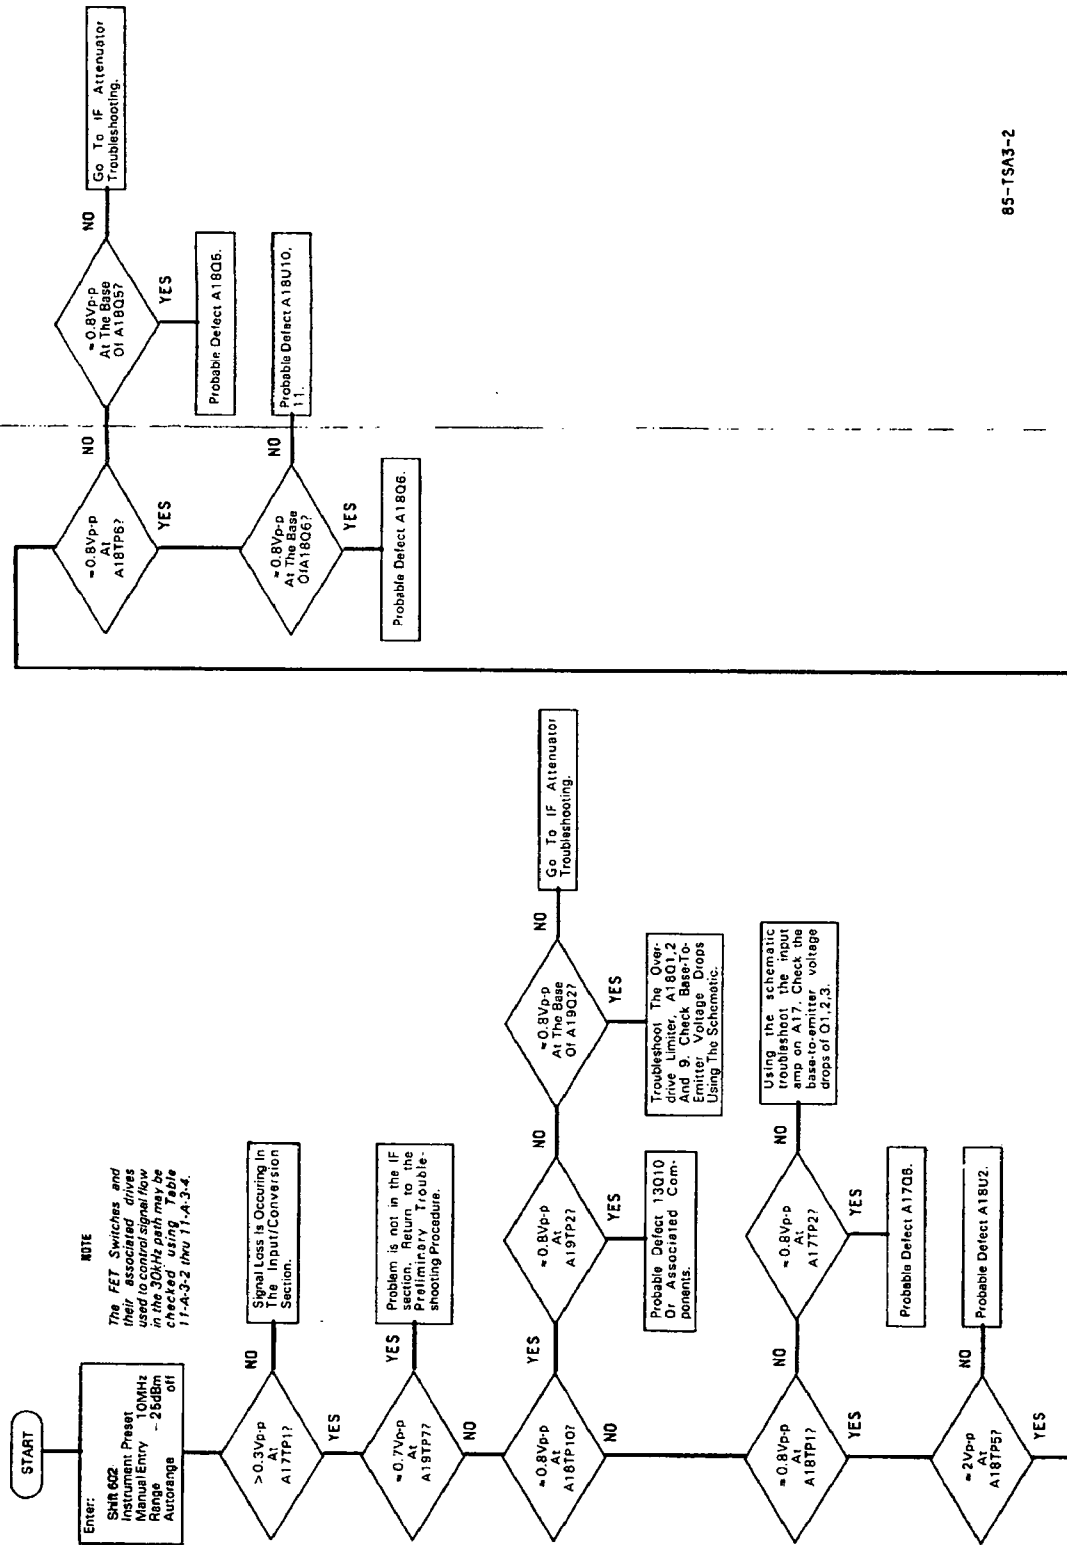 START
NOTE
The FET Switches and
their associated drives
used to control signal flow
in the 30kHz path may be
checked using Table
11-A-3-2 thru 11-A-3-4.
Enter:
Shift 602
Instrument Preset
Manual Entry 10MHz
Range - 25dBm
Autorange off
>0.3Vp-p
At
A17TP1?
NO
Signal Loss Is Occuring In
The Input/Conversion
Section.
YES
≈0.7Vp-p
At
A19TP7?
YES
Problem is not in the IF
section. Return to the
Preliminary Trouble-
shooting Procedure.
NO
≈0.8Vp-p
At
A18TP10?
YES
≈0.8Vp-p
At
A19TP2?
NO
≈0.8Vp-p
At The Base
Of A19Q2?
NO
Go To IF Attenuator
Troubleshooting.
YES
Probable Defect 13Q10
Or Associated Com-
ponents.
YES
Troubleshoot The Over-
drive Limiter, A18Q1,2
And 9. Check Base-To-
Emitter Voltage Drops
Using The Schematic.
NO
≈0.8Vp-p
At
A18TP1?
NO
≈0.8Vp-p
At
A17TP2?
NO
Using the schematic
troubleshoot the input
amp on A17. Check the
base-to-emitter voltage
drops of Q1,2,3.
YES
Probable Defect A17Q8.
YES
≈2Vp-p
At
A18TP5?
NO
Probable Defect A18U2.
YES
≈0.8Vp-p
At
A18TP6?
NO
≈0.8Vp-p
At The Base
Of A18Q5?
NO
Go To IF Attenuator
Troubleshooting.
YES
Probable Defect A18Q5.
YES
≈0.8Vp-p
At The Base
Of A18Q6?
NO
Probable Defect A18U10,
11.
YES
Probable Defect A18Q6.
85-TSA3-2